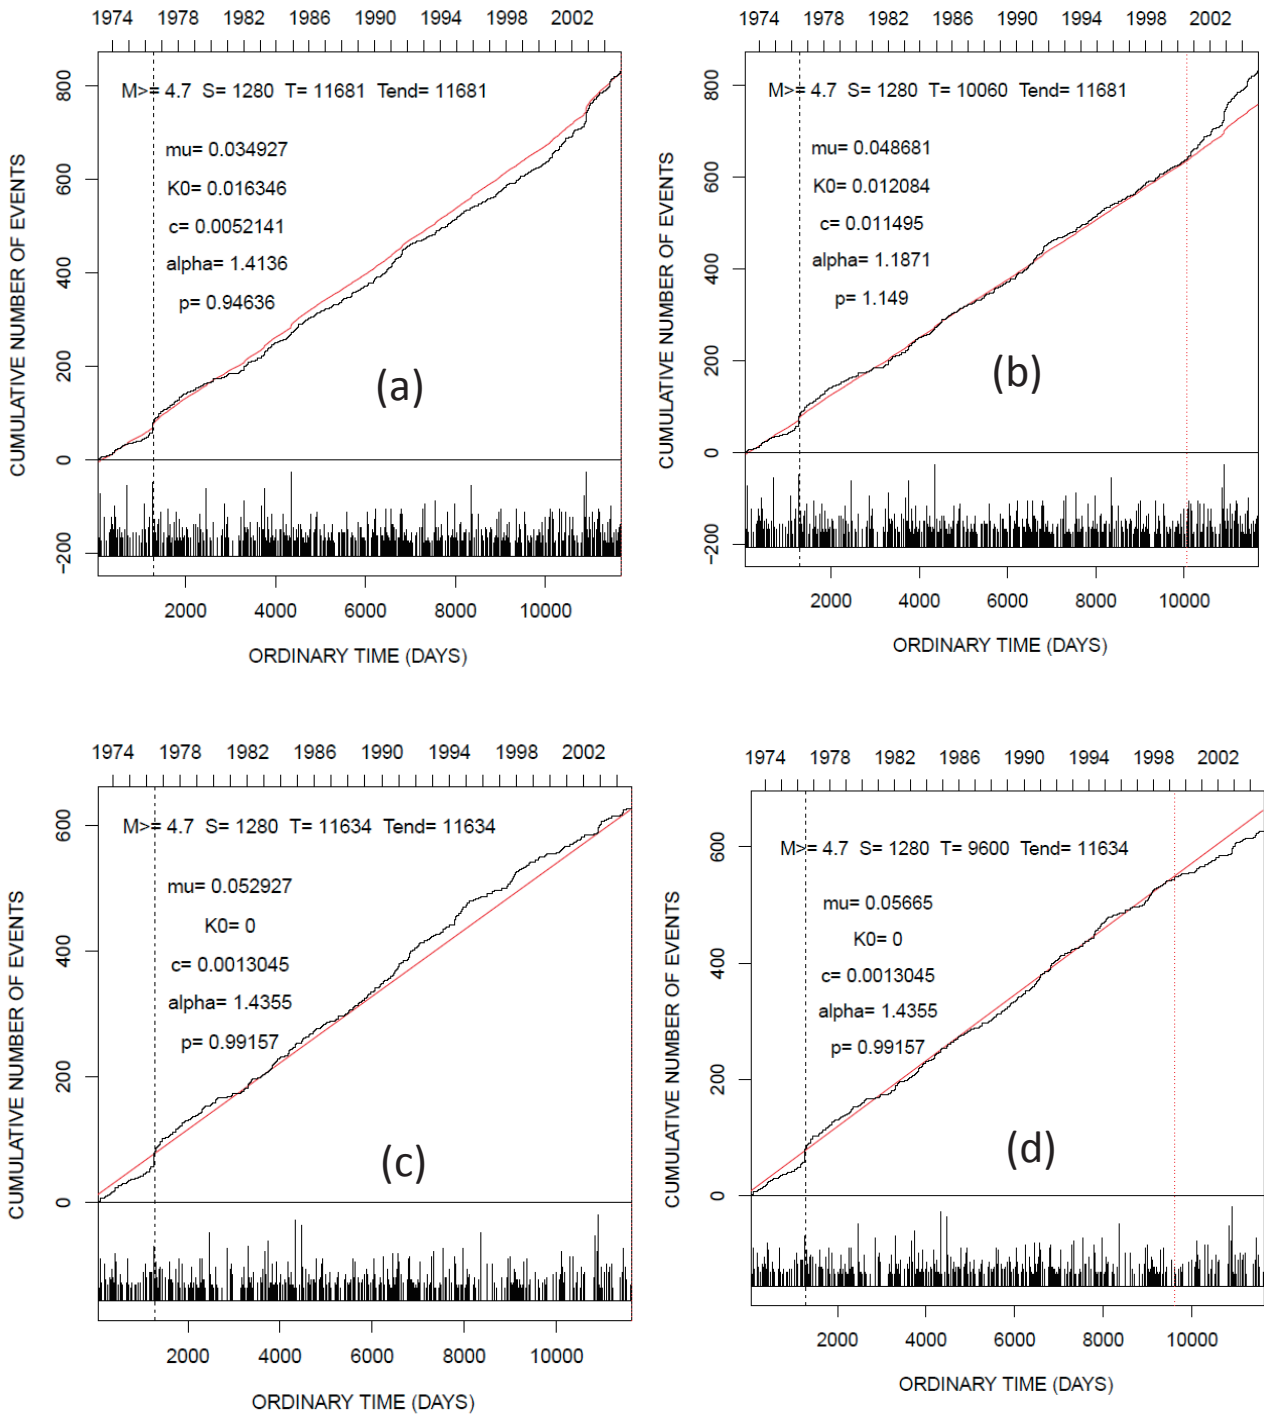 1974 1978 1982 1986 1990 1994 1998 2002
CUMULATIVE NUMBER OF EVENTS
800
600
400
200
0
−200
M>= 4.7 S= 1280 T= 11681 Tend= 11681
mu= 0.034927
K0= 0.016346
c= 0.0052141
alpha= 1.4136
p= 0.94636
(a)
2000 4000 6000 8000 10000
ORDINARY TIME (DAYS)
1974 1978 1982 1986 1990 1994 1998 2002
CUMULATIVE NUMBER OF EVENTS
800
600
400
200
0
−200
M>= 4.7 S= 1280 T= 10060 Tend= 11681
mu= 0.048681
K0= 0.012084
c= 0.011495
alpha= 1.1871
p= 1.149
(b)
2000 4000 6000 8000 10000
ORDINARY TIME (DAYS)
1974 1978 1982 1986 1990 1994 1998 2002
CUMULATIVE NUMBER OF EVENTS
600
400
200
0
M>= 4.7 S= 1280 T= 11634 Tend= 11634
mu= 0.052927
K0= 0
c= 0.0013045
alpha= 1.4355
p= 0.99157
(c)
2000 4000 6000 8000 10000
ORDINARY TIME (DAYS)
1974 1978 1982 1986 1990 1994 1998 2002
CUMULATIVE NUMBER OF EVENTS
600
400
200
0
M>= 4.7 S= 1280 T= 9600 Tend= 11634
mu= 0.05665
K0= 0
c= 0.0013045
alpha= 1.4355
p= 0.99157
(d)
2000 4000 6000 8000 10000
ORDINARY TIME (DAYS)